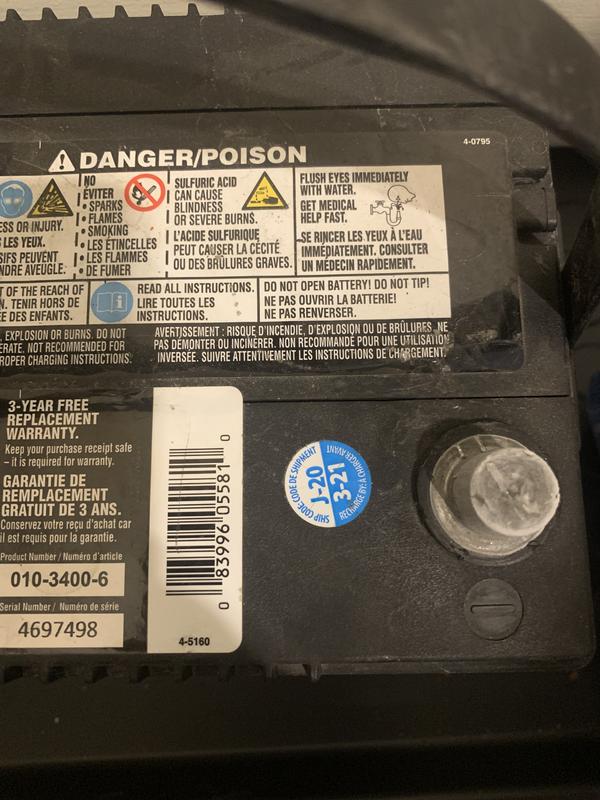 4-0795
DANGER/POISON
NO
ÉVITER
• SPARKS
FLAMES
SMOKING
• LES ÉTINCELLES
• LES FLAMMES
DE FUMER
SULFURIC ACID
CAN CAUSE
BLINDNESS
OR SEVERE BURNS.
L'ACIDE SULFURIQUE
PEUT CAUSER LA CÉCITÉ
OU DES BRÛLURES GRAVES.
FLUSH EYES IMMEDIATELY
WITH WATER.
GET MEDICAL
HELP FAST.
SE RINCER LES YEUX À L'EAU
IMMÉDIATEMENT. CONSULTER
UN MÉDECIN RAPIDEMENT.
OR INJURY.
LES YEUX.
PEUVENT
AVEUGLE.
OF THE REACH OF
TENIR HORS DE
DES ENFANTS.
READ ALL INSTRUCTIONS.
LIRE TOUTES LES
INSTRUCTIONS.
DO NOT OPEN BATTERY! DO NOT TIP!
NE PAS OUVRIR LA BATTERIE!
NE PAS RENVERSER.
EXPLOSION OR BURNS. DO NOT
NOT RECOMMENDED FOR
CHARGING INSTRUCTIONS.
AVERTISSEMENT : RISQUE D'INCENDIE, D'EXPLOSION OU DE BRÛLURES. NE
PAS DÉMONTER OU INCINÉRER. NON RECOMMANDÉ POUR UNE UTILISATION
INVERSÉE. SUIVRE ATTENTIVEMENT LES INSTRUCTIONS DE CHARGEMENT.
3-YEAR FREE
REPLACEMENT
WARRANTY.
Keep your purchase receipt safe
– it is required for warranty.
GARANTIE DE
REMPLACEMENT
GRATUIT DE 3 ANS.
Conservez votre reçu d'achat car
il est requis pour la garantie.
Product Number / Numéro d'article
010-3400-6
Serial Number / Numéro de série
4697498
0 83996 05581 0
4-5160
SHIP CODE/CODE DE SHIPMENT
J-20
3-21
RECHARGE BY/À CHARGER AVANT